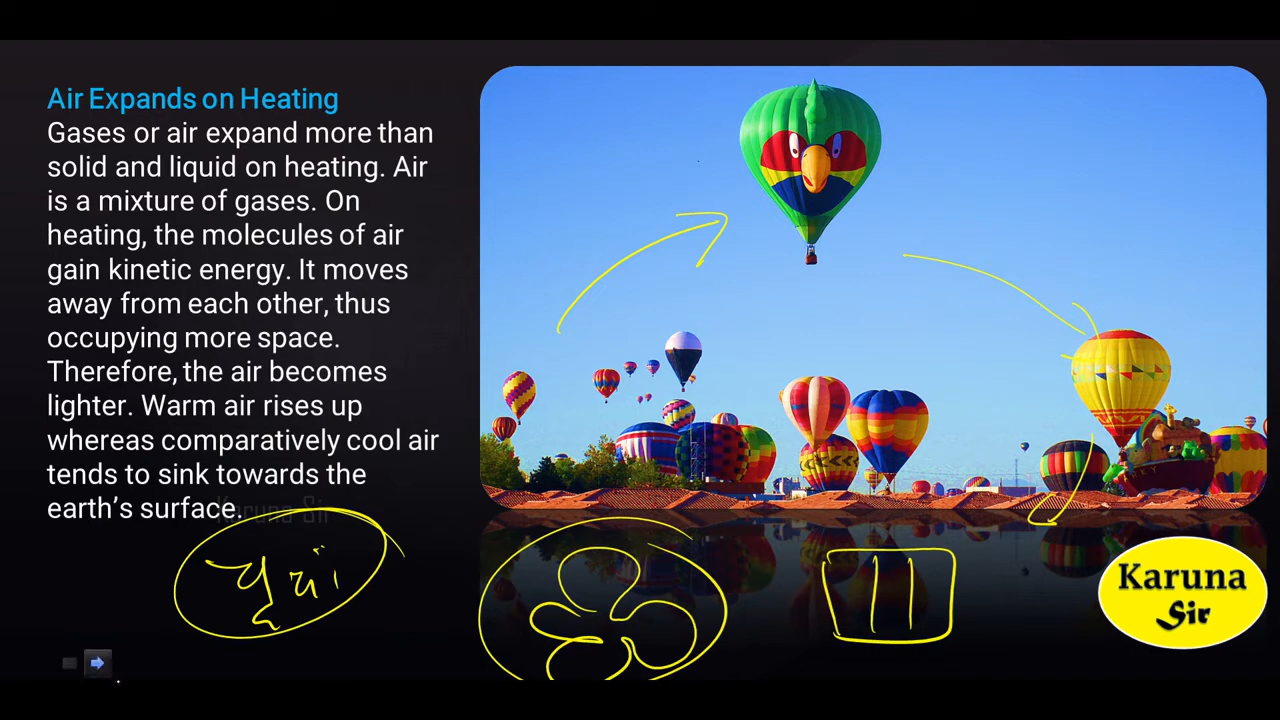 Air Expands on Heating
Gases or air expand more than
solid and liquid on heating. Air
is a mixture of gases. On
heating, the molecules of air
gain kinetic energy. It moves
away from each other, thus
occupying more space.
Therefore, the air becomes
lighter. Warm air rises up
whereas comparatively cool air
tends to sink towards the
earth’s surface.
Karuna Sir
Karuna
Sir